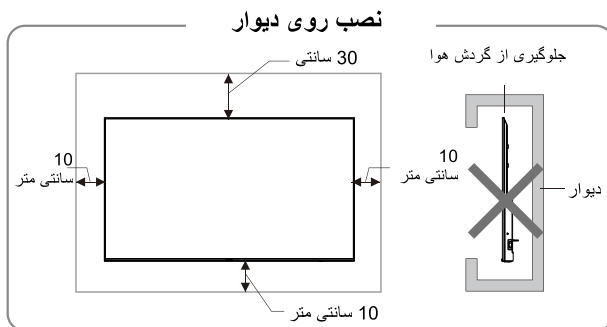 نصب روی دیوار
جلوگیری از گردش هوا
30 سانتی
10
سانتی متر
10
سانتی متر
دیوار
10 سانتی متر